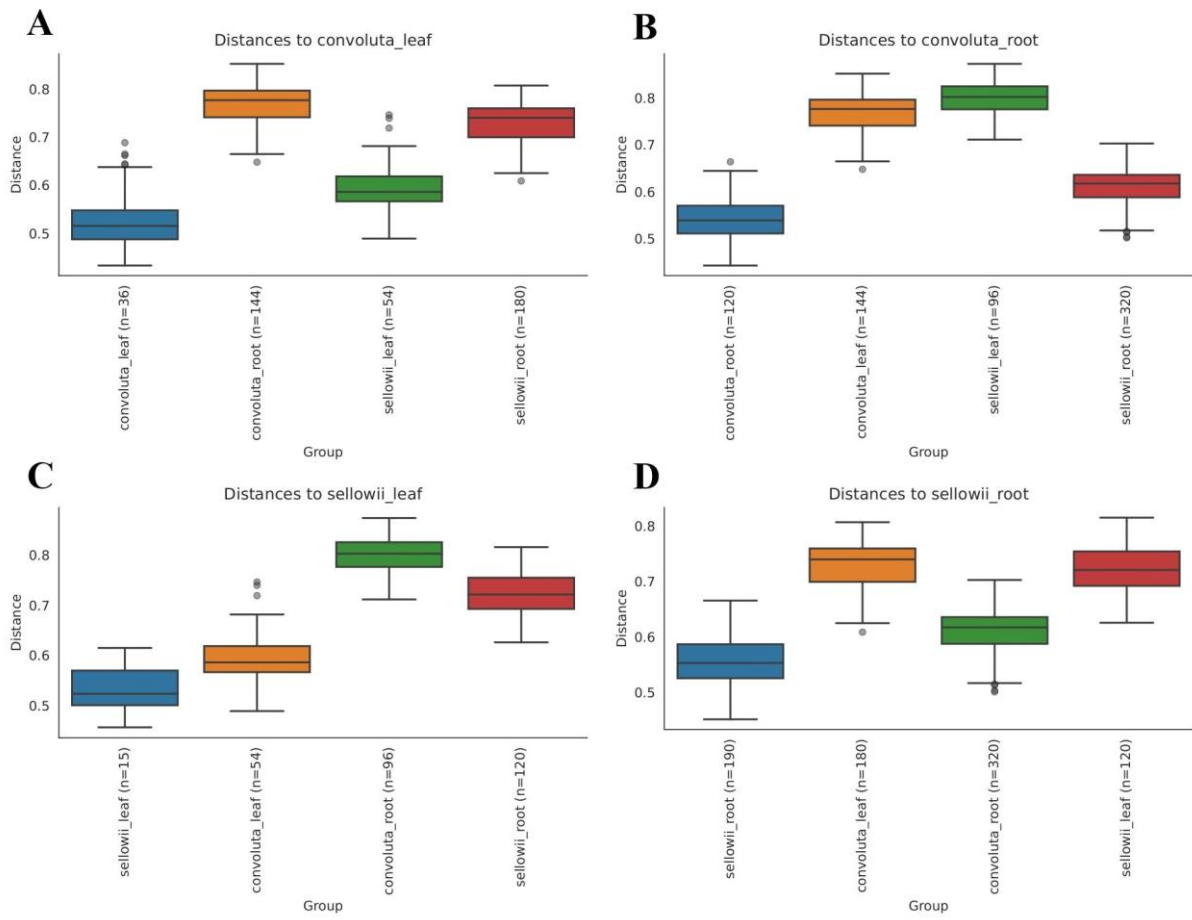 A
Distances to convoluta_leaf
Distance
0.8
0.7
0.6
0.5
convoluta_leaf (n=36)
convoluta_root (n=144)
sellowii_leaf (n=54)
sellowii_root (n=180)
Group
B
Distances to convoluta_root
Distance
0.8
0.7
0.6
0.5
convoluta_root (n=120)
convoluta_leaf (n=144)
sellowii_leaf (n=96)
sellowii_root (n=320)
Group
C
Distances to sellowii_leaf
Distance
0.8
0.7
0.6
0.5
sellowii_leaf (n=15)
convoluta_leaf (n=54)
convoluta_root (n=96)
sellowii_root (n=120)
Group
D
Distances to sellowii_root
Distance
0.8
0.7
0.6
0.5
sellowii_root (n=190)
convoluta_leaf (n=180)
convoluta_root (n=320)
sellowii_leaf (n=120)
Group